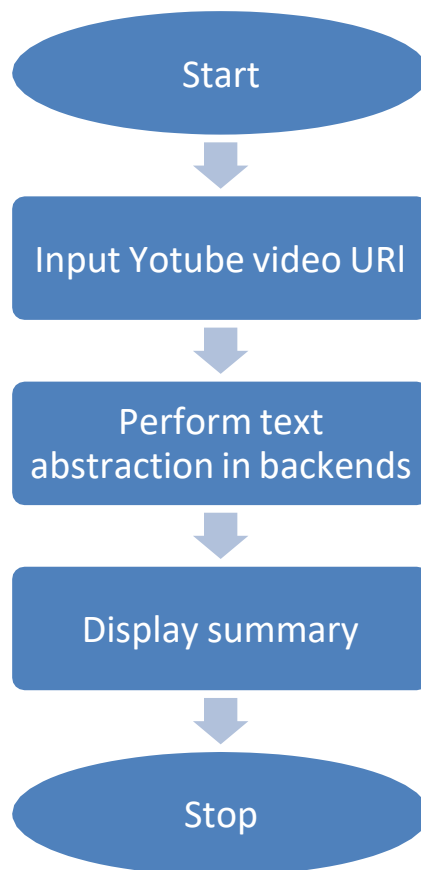 Start
Input Yotube video URl
Perform text
abstraction in backends
Display summary
Stop